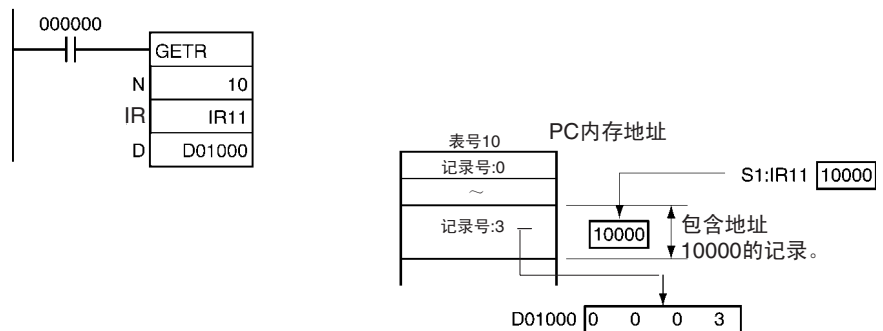 000000
GETR
N 10
IR IR11
D D01000
表号10 PC内存地址
记录号:0
～
S1:IR11 10000
记录号:3
10000
包含地址
10000的记录。
D01000 0 0 0 3